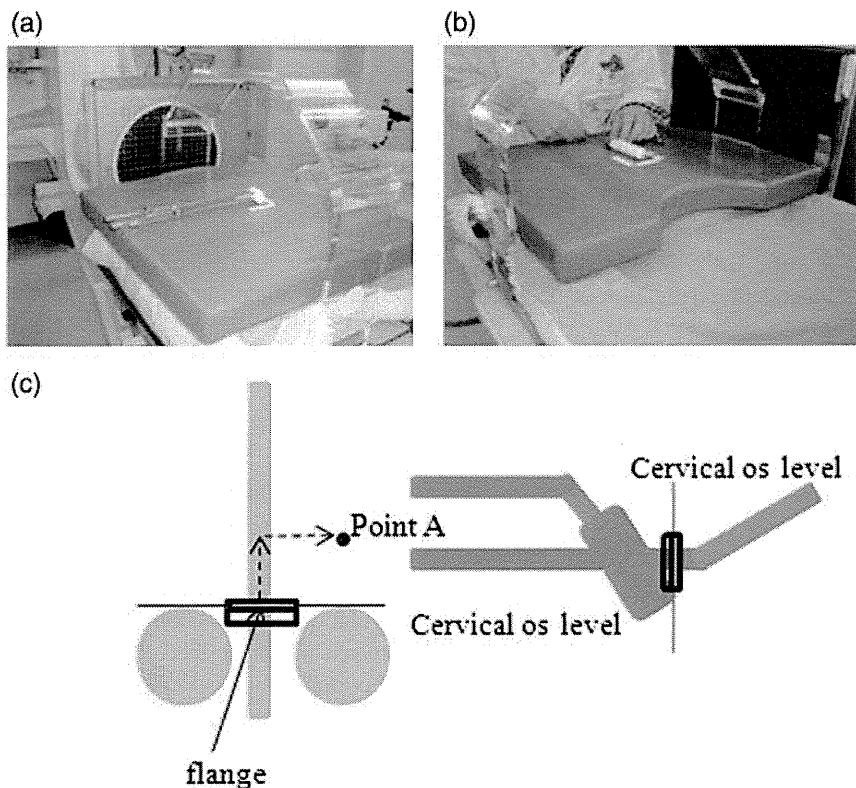 (a)
(b)
(c)
Cervical os level
Point A
Cervical os level
flange